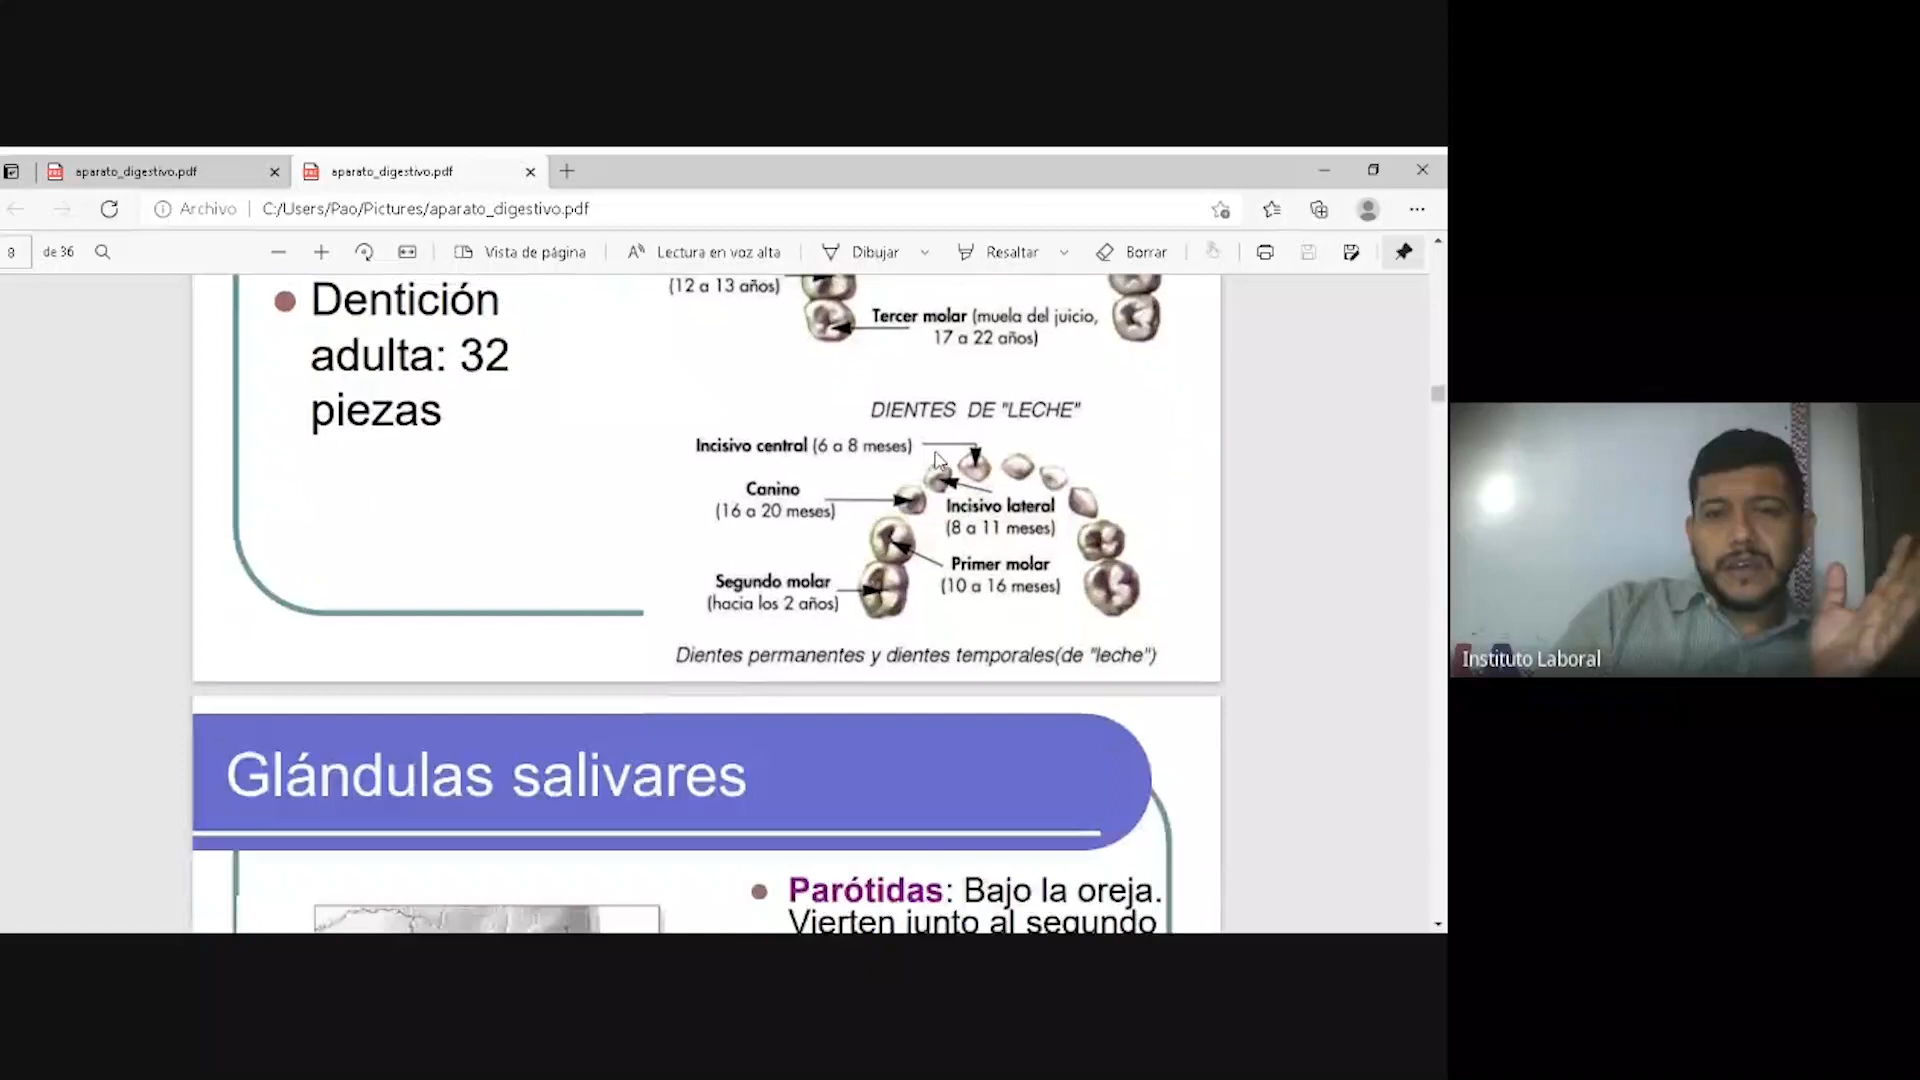 aparato_digestivo.pdf
aparato_digestivo.pdf
Archivo
C:/Users/Pao/Pictures/aparato_digestivo.pdf
8 de 36
Vista de página
Lectura en voz alta
Dibujar
Resaltar
Borrar
Dentición
adulta: 32
piezas
(12 a 13 años)
Tercer molar (muela del juicio,
17 a 22 años)
DIENTES DE "LECHE"
Incisivo central (6 a 8 meses)
Canino
(16 a 20 meses)
Incisivo lateral
(8 a 11 meses)
Primer molar
(10 a 16 meses)
Segundo molar
(hacia los 2 años)
Dientes permanentes y dientes temporales(de "leche")
Glándulas salivares
Parótidas: Bajo la oreja.
Vierten junto al segundo
Instituto Laboral